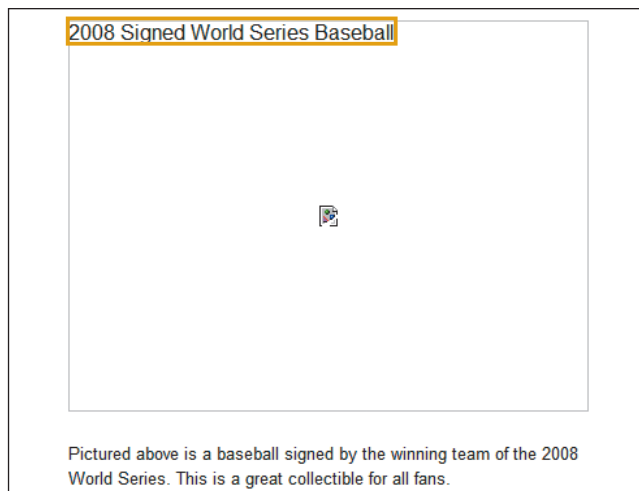 2008 Signed World Series Baseball
Pictured above is a baseball signed by the winning team of the 2008
World Series. This is a great collectible for all fans.